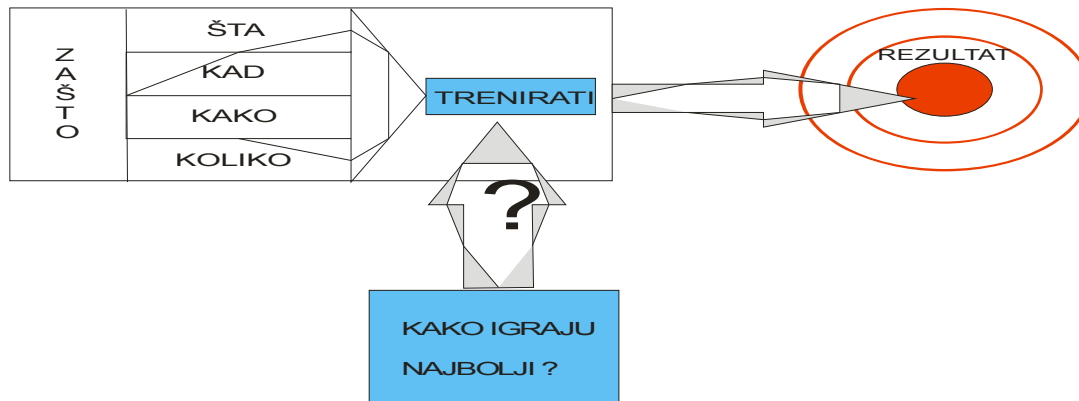 ZAŠTO
ŠTA
KAD
KAKO
KOLIKO
TRENIRATI
REZULTAT
?
KAKO IGRAJU
NAJBOLJI ?